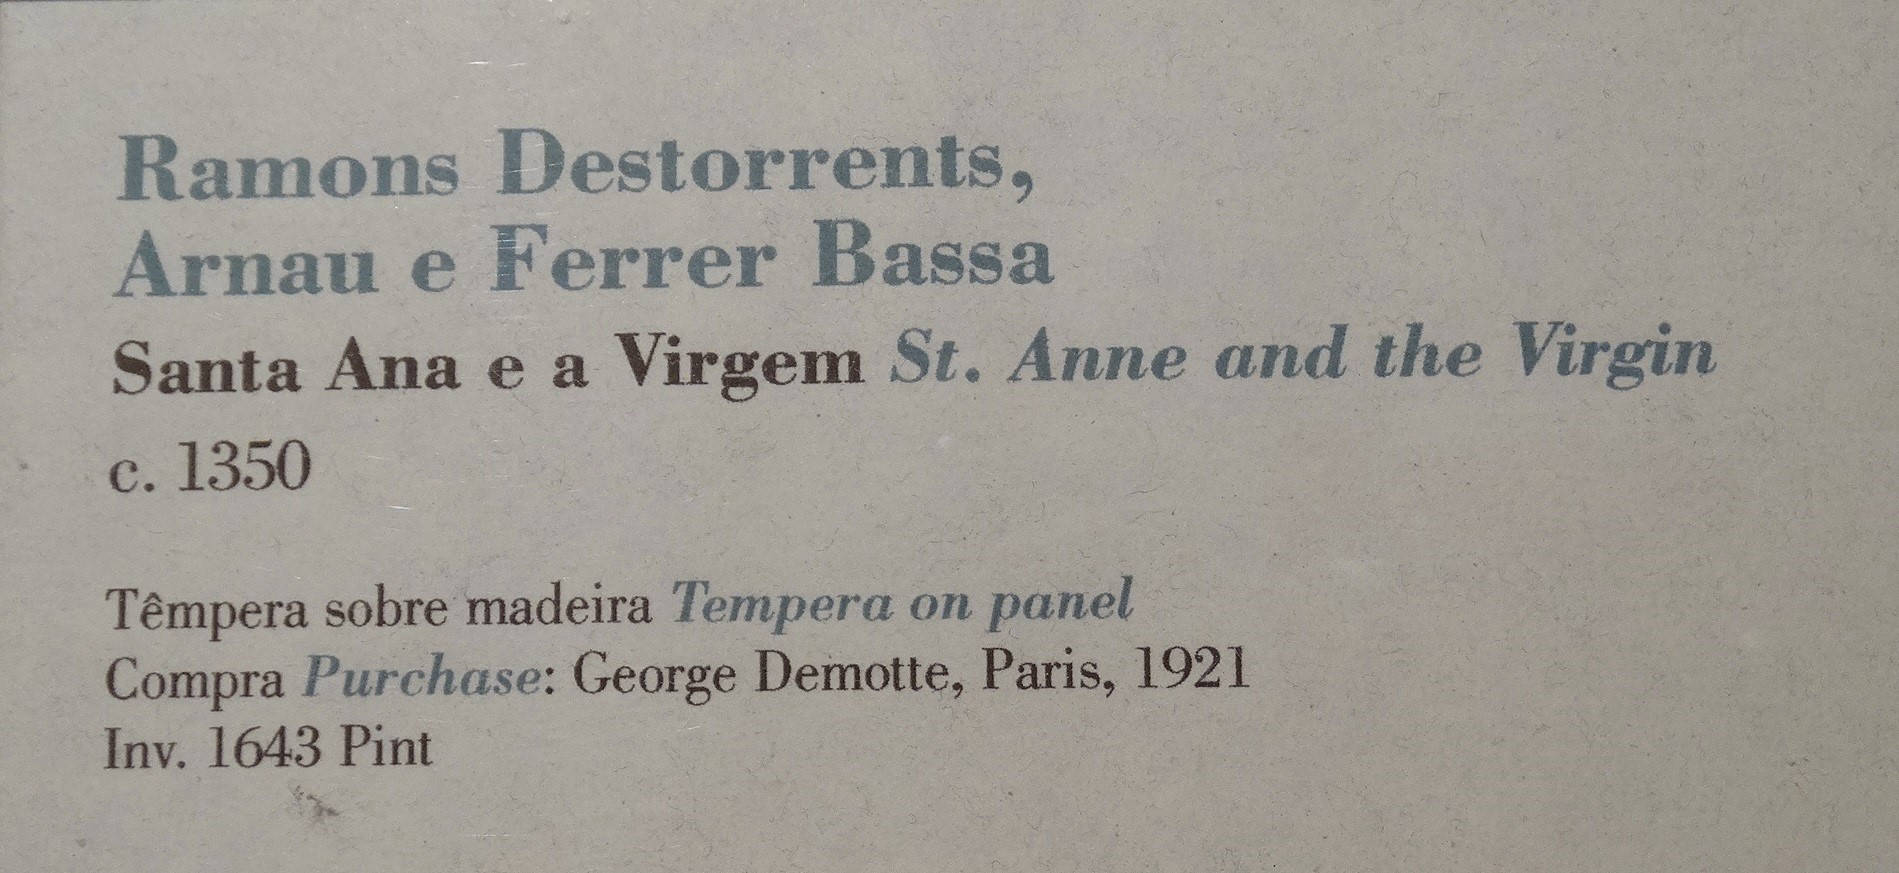 Ramons Destorrents,
Arnau e Ferrer Bassa
Santa Ana e a Virgem St. Anne and the Virgin
c. 1350
Têmpera sobre madeira Tempera on panel
Compra Purchase: George Demotte, Paris, 1921
Inv. 1643 Pint